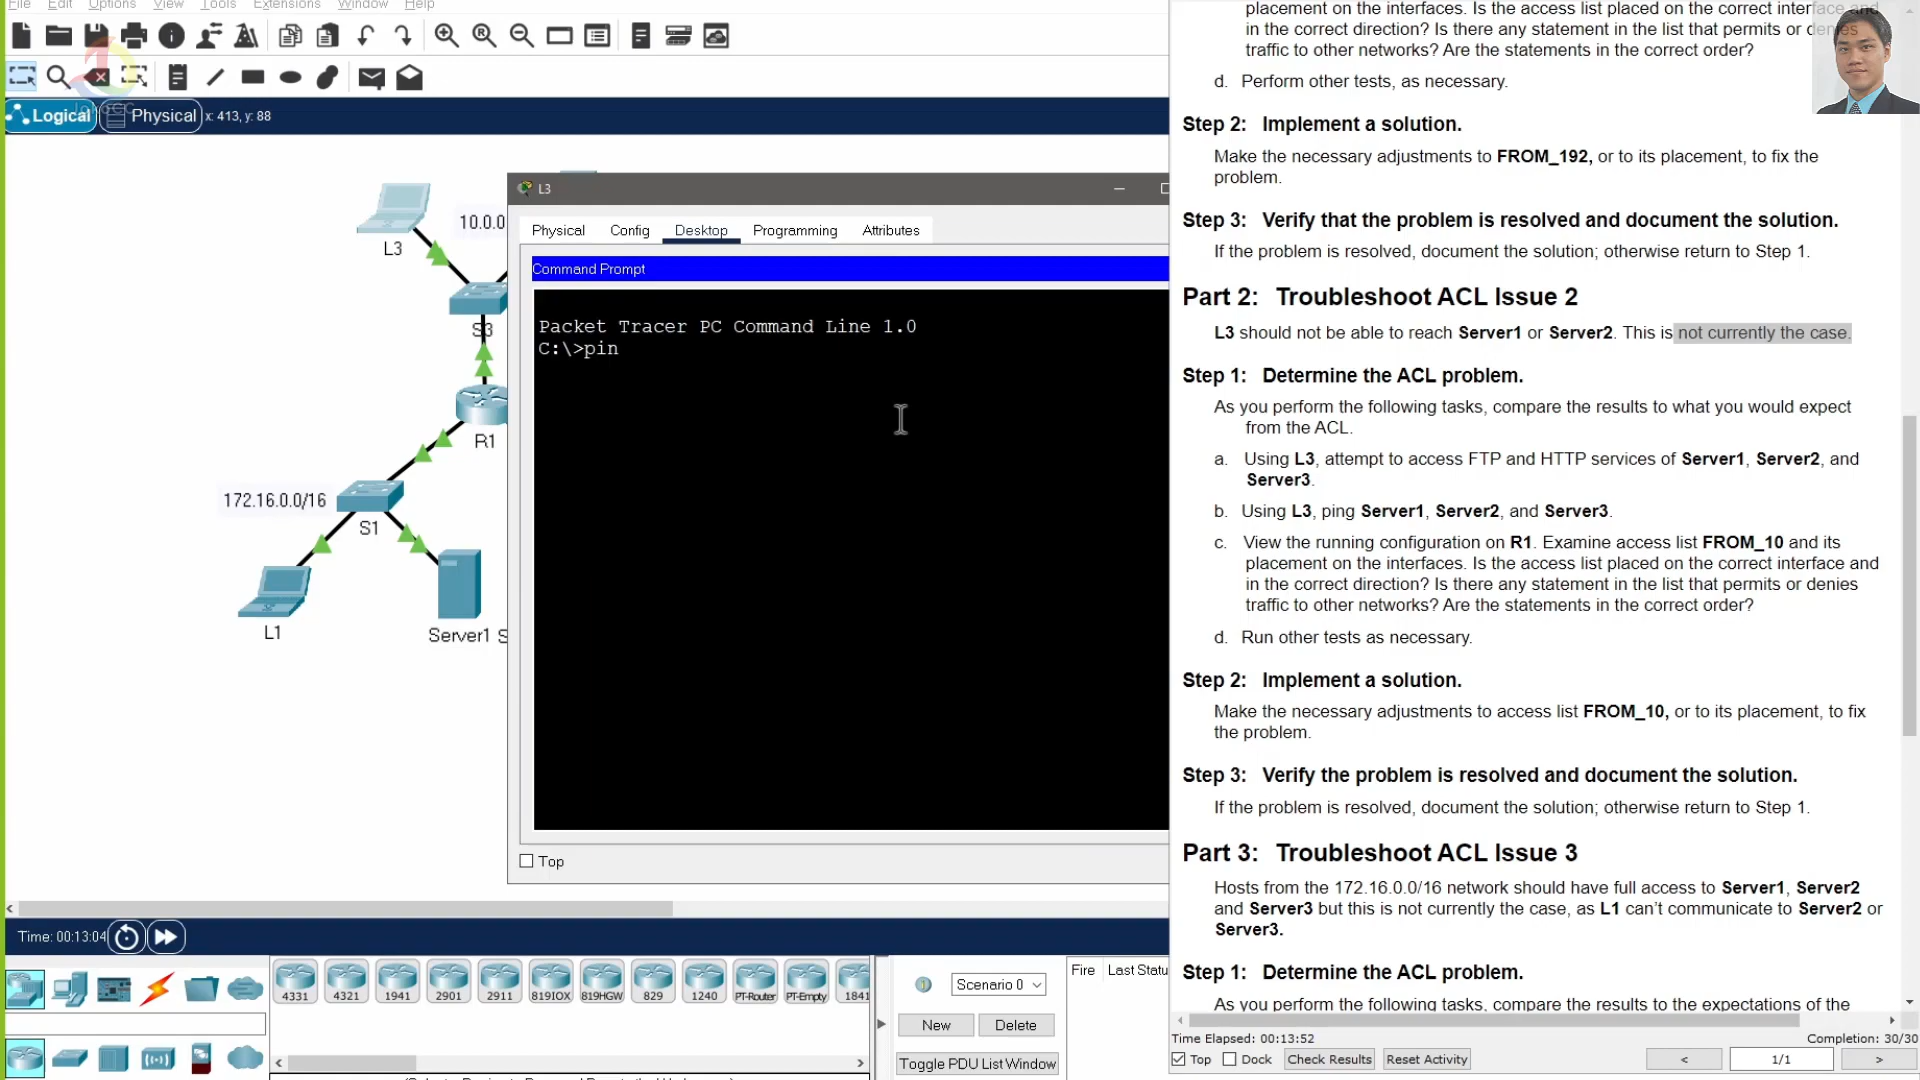 File Edit Options View Tools Extensions Window Help
Logical Physical x: 413, y: 88
L3
10.0.0
S3
R1
172.16.0.0/16
S1
L1
Server1 S
L3
Physical Config Desktop Programming Attributes
Command Prompt
Packet Tracer PC Command Line 1.0
C:\>pin
Top
Time: 00:13:04
4331 4321 1941 2901 2911 819IOX 819HGW 829 1240 PT-Router PT-Empty 1841
Scenario 0
New Delete
Toggle PDU List Window
Fire Last Statu
placement on the interfaces. Is the access list placed on the correct interface and
in the correct direction? Is there any statement in the list that permits or denies
traffic to other networks? Are the statements in the correct order?
d. Perform other tests, as necessary.
Step 2: Implement a solution.
Make the necessary adjustments to FROM_192, or to its placement, to fix the
problem.
Step 3: Verify that the problem is resolved and document the solution.
If the problem is resolved, document the solution; otherwise return to Step 1.
Part 2: Troubleshoot ACL Issue 2
L3 should not be able to reach Server1 or Server2. This is not currently the case.
Step 1: Determine the ACL problem.
As you perform the following tasks, compare the results to what you would expect
from the ACL.
a. Using L3, attempt to access FTP and HTTP services of Server1, Server2, and
Server3.
b. Using L3, ping Server1, Server2, and Server3.
c. View the running configuration on R1. Examine access list FROM_10 and its
placement on the interfaces. Is the access list placed on the correct interface and
in the correct direction? Is there any statement in the list that permits or denies
traffic to other networks? Are the statements in the correct order?
d. Run other tests as necessary.
Step 2: Implement a solution.
Make the necessary adjustments to access list FROM_10, or to its placement, to fix
the problem.
Step 3: Verify the problem is resolved and document the solution.
If the problem is resolved, document the solution; otherwise return to Step 1.
Part 3: Troubleshoot ACL Issue 3
Hosts from the 172.16.0.0/16 network should have full access to Server1, Server2
and Server3 but this is not currently the case, as L1 can't communicate to Server2 or
Server3.
Step 1: Determine the ACL problem.
As you perform the following tasks, compare the results to the expectations of the
Time Elapsed: 00:13:52 Completion: 30/30
Top Dock Check Results Reset Activity < 1/1 >